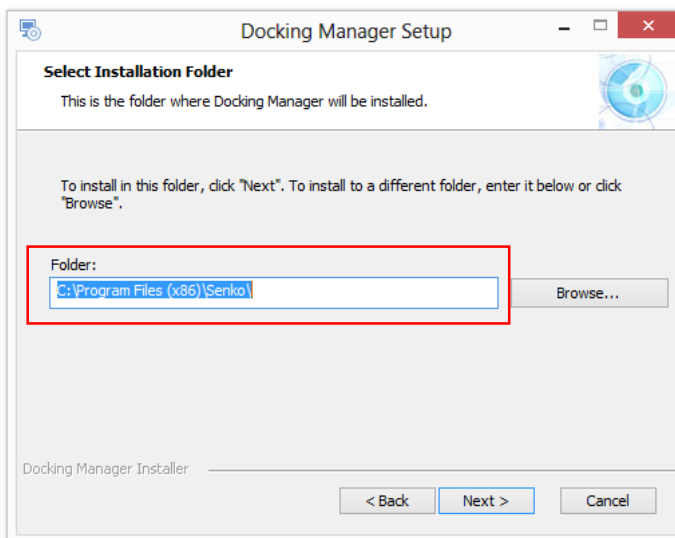 Docking Manager Setup
Select Installation Folder
This is the folder where Docking Manager will be installed.
To install in this folder, click "Next". To install to a different folder, enter it below or click
"Browse".
Folder:
C:\Program Files (x86)\Senko\
Browse...
Docking Manager Installer
< Back
Next >
Cancel